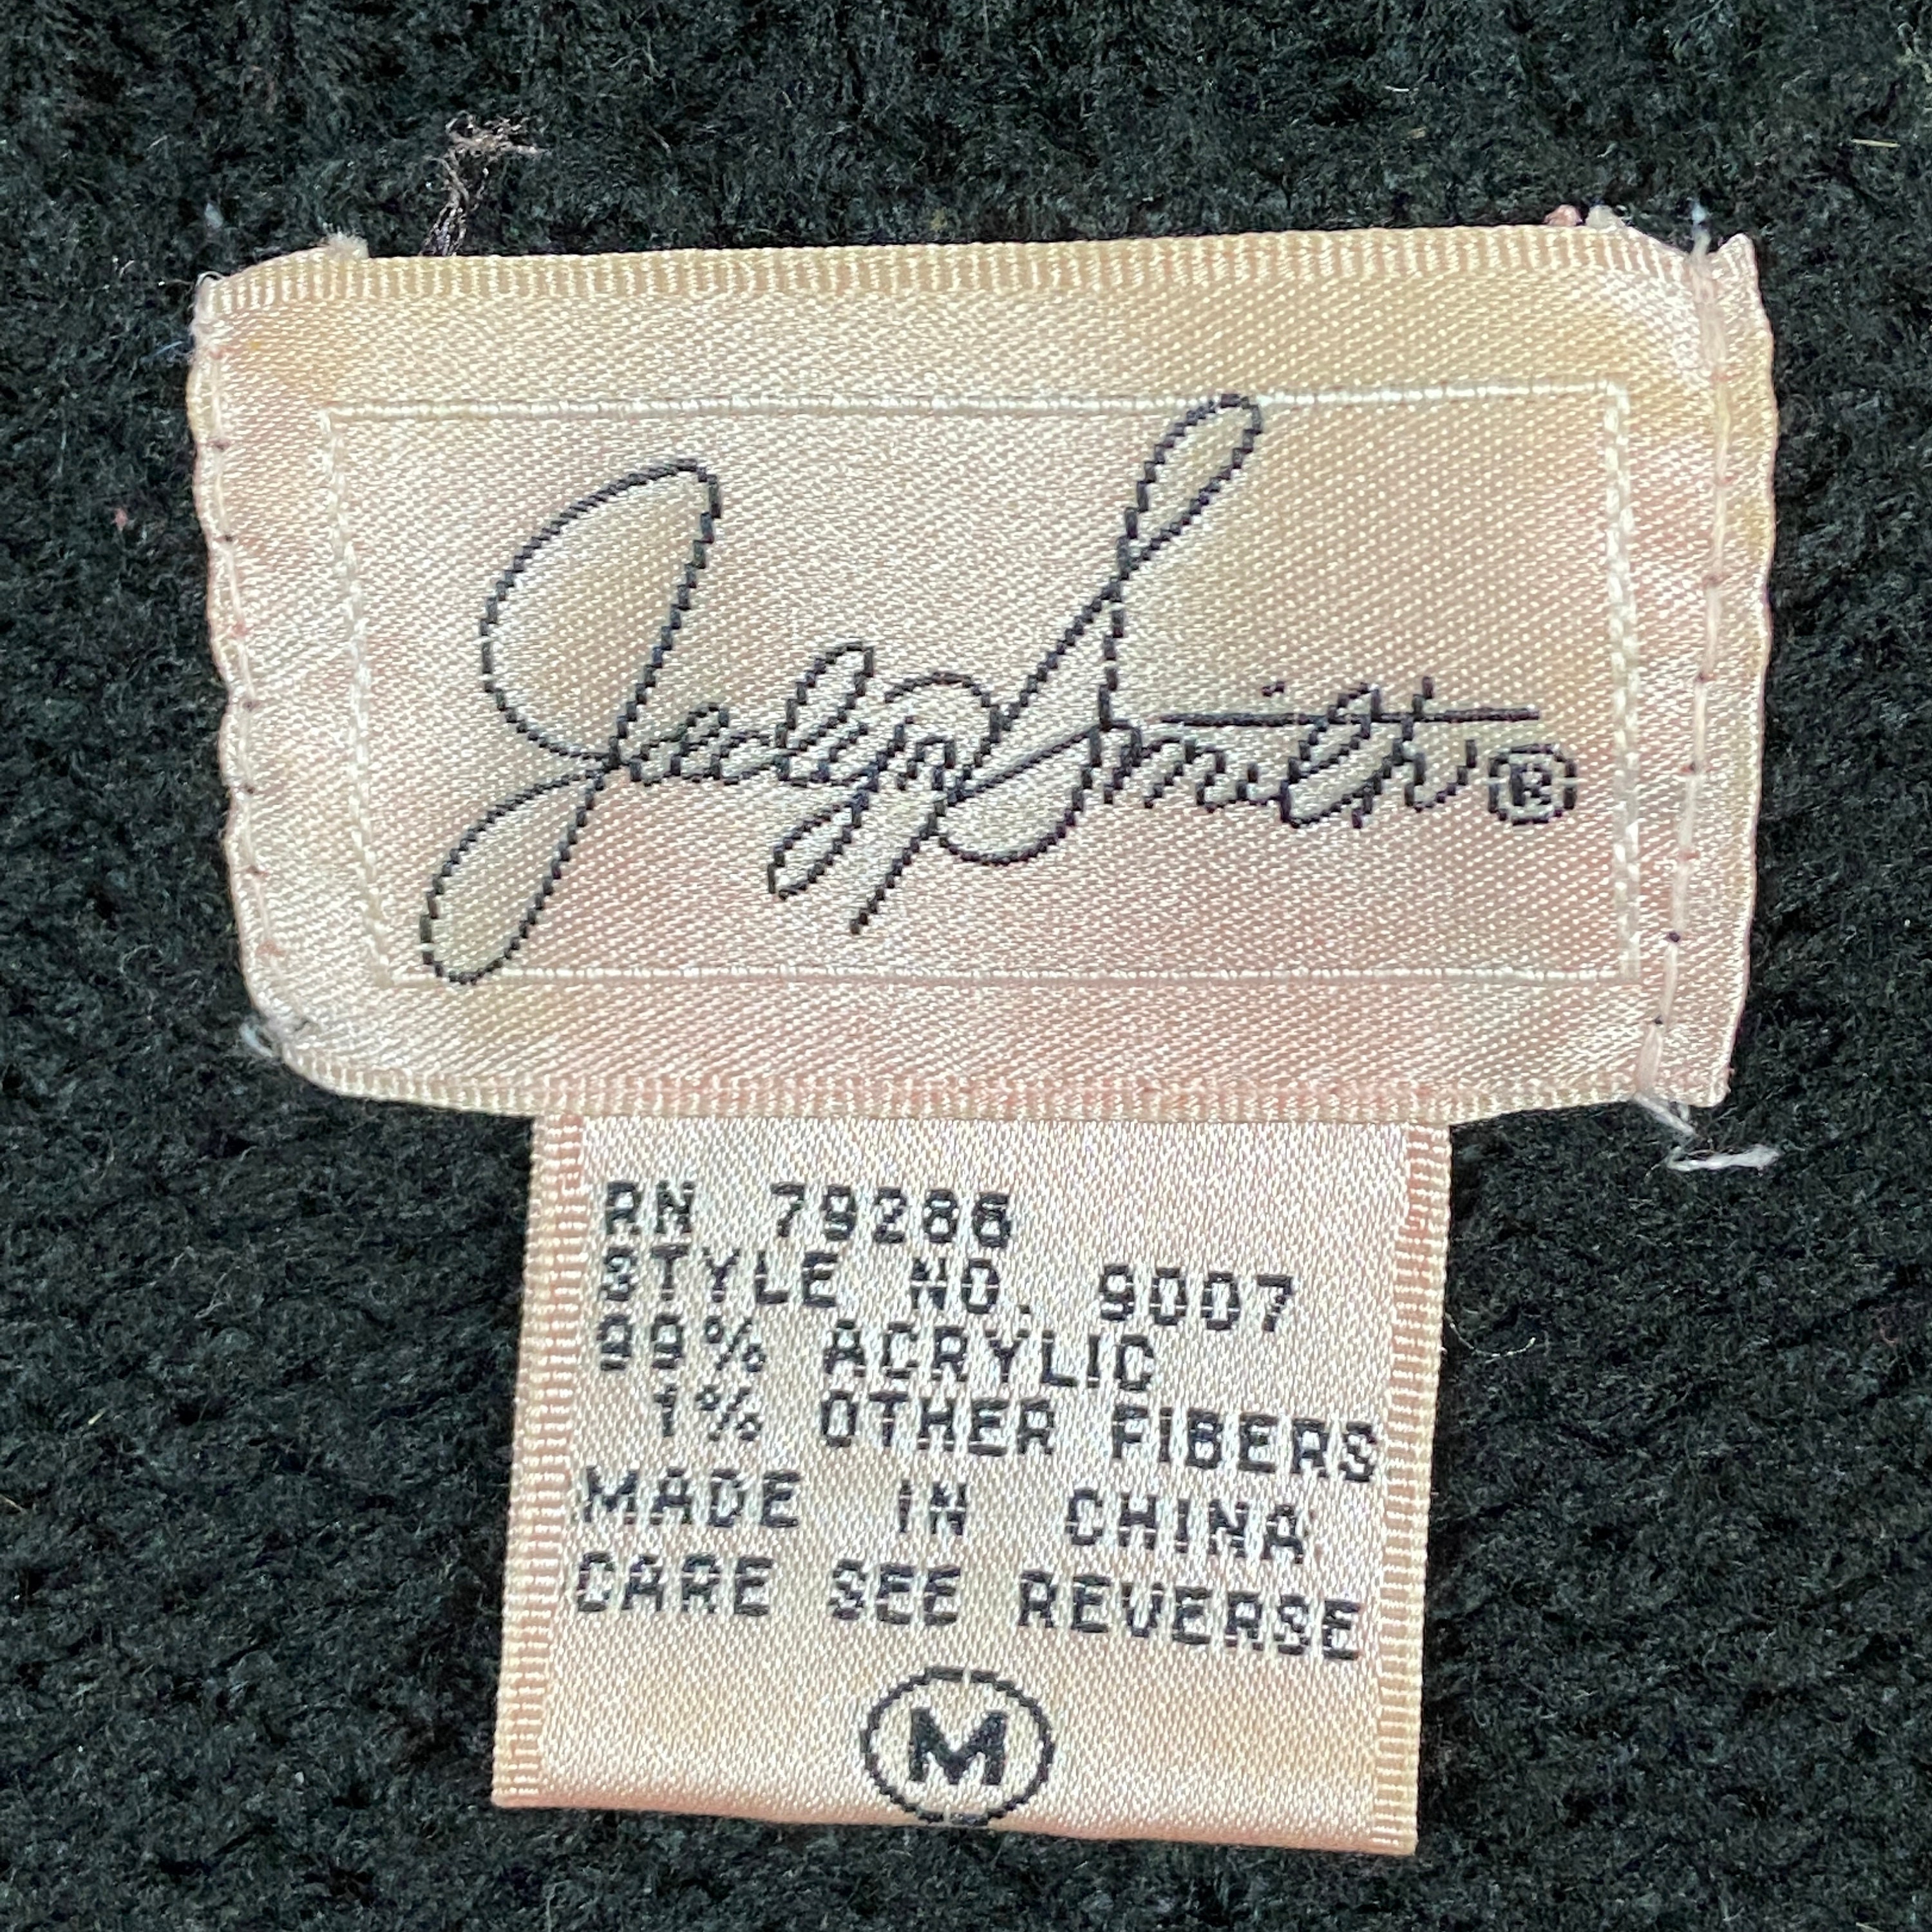 Jaclyn Smith®
RN 79286
STYLE NO. 9007
99% ACRYLIC
1% OTHER FIBERS
MADE IN CHINA
CARE SEE REVERSE
M